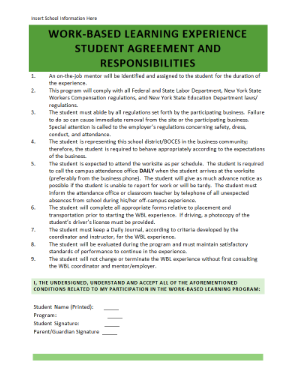 Insert School Information Here
WORK-BASED LEARNING EXPERIENCE
STUDENT AGREEMENT AND
RESPONSIBILITIES
1. An on-the-job mentor will be identified and assigned to the student for the duration of
the experience.
2. This program will comply with all Federal and State Labor Department, New York State
Workers Compensation regulations, and New York State Education Department laws/
regulations.
3. The student must abide by all regulations set forth by the participating business. Failure
to do so can cause immediate removal from the site or the participating business.
Special attention is called to the employer's regulations concerning safety, dress,
conduct, and attendance.
4. The student is representing this school district/BOCES in the business community;
therefore, the student is required to behave appropriately according to the expectations
of the business.
5. The student is expected to attend the worksite as per schedule. The student is required
to call the campus attendance office DAILY when the student arrives at the worksite
(preferably from the business phone). The student will give as much advance notice as
possible if the student is unable to report for work or will be tardy. The student must
inform the attendance office or classroom teacher by telephone of all unexpected
absences from school during his/her off-campus experience.
6. The student will complete all appropriate forms relative to placement and
transportation prior to starting the WBL experience. If driving, a photocopy of the
student's driver's license must be provided.
7. The student must keep a Daily Journal, according to criteria developed by the
coordinator and instructor, for the WBL experience.
8. The student will be evaluated during the program and must maintain satisfactory
standards of performance to continue in the experience.
9. The student will not change or terminate the WBL experience without first consulting
the WBL coordinator and mentor/employer.
I, THE UNDERSIGNED, UNDERSTAND AND ACCEPT ALL OF THE AFOREMENTIONED
CONDITIONS RELATED TO MY PARTICIPATION IN THE WORK-BASED LEARNING PROGRAM:
Student Name (Printed): _____
Program: _____
Student Signature: _____
Parent/Guardian Signature _____